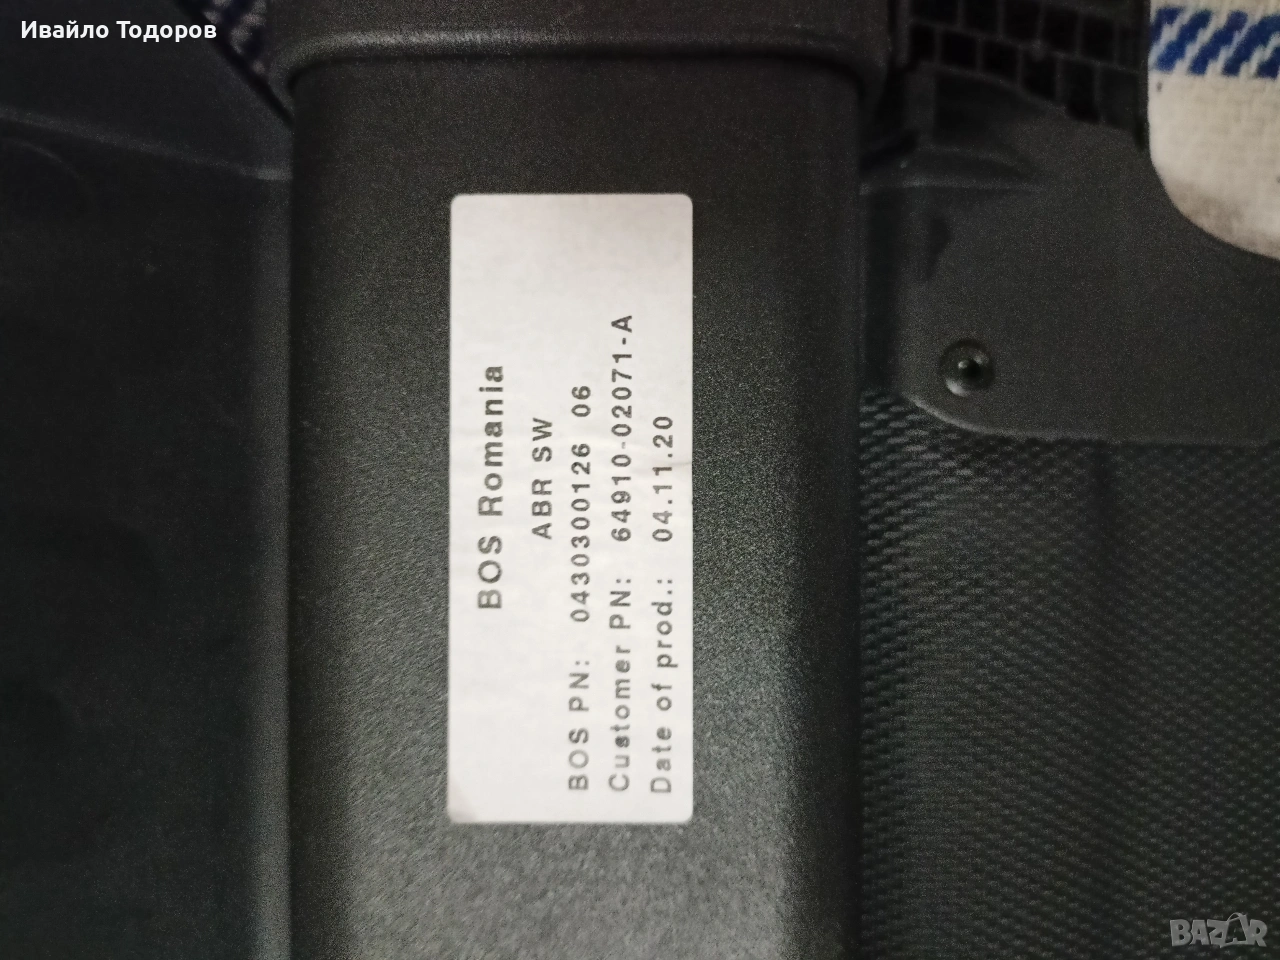 Ивайло Тодоров
BOS Romania
ABR SW
BOS PN: 0430300126 06
Customer PN: 64910-02071-A
Date of prod.: 04.11.20
BAZAR